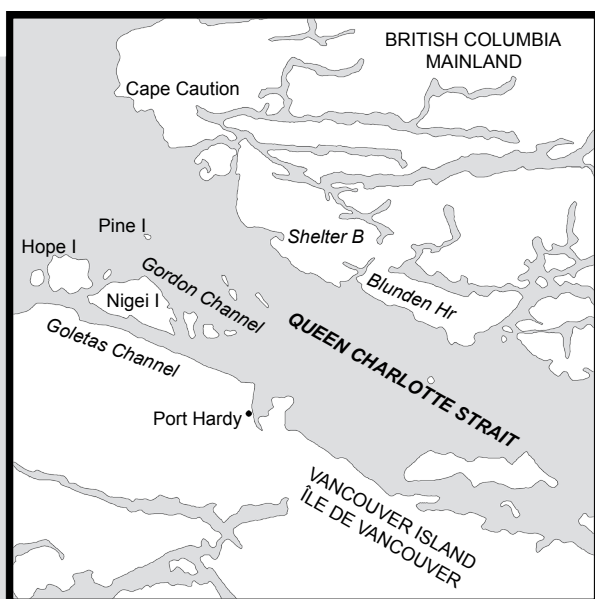 BRITISH COLUMBIA
MAINLAND
Cape Caution
Pine I
Shelter B
Hope I
Gordon Channel
Blunden Hr
Nigei I
QUEEN CHARLOTTE STRAIT
Goletas Channel
Port Hardy
VANCOUVER ISLAND
ÎLE DE VANCOUVER